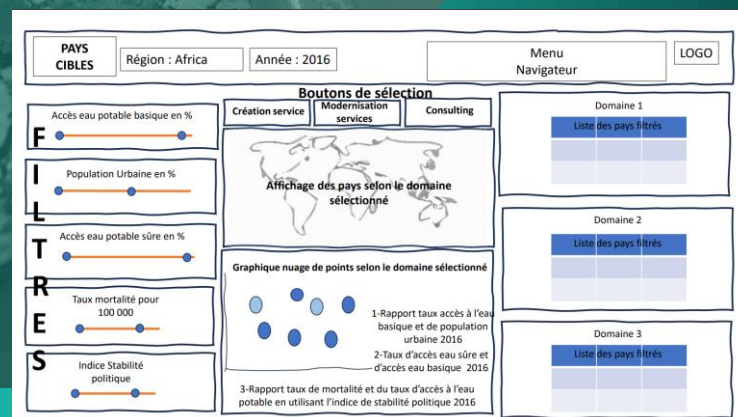 PAYS
CIBLES
Région : Africa
Année : 2016
Menu
Navigateur
LOGO
Boutons de sélection
FILTRES
Accès eau potable basique en %
Population Urbaine en %
Accès eau potable sûre en %
Taux mortalité pour
100 000
Indice Stabilité
politique
Création service
Modernisation
services
Consulting
Affichage des pays selon le domaine
sélectionné
Graphique nuage de points selon le domaine sélectionné
1-Rapport taux accès à l'eau
basique et de population
urbaine 2016
2-Taux d'accès eau sûre et
d'accès eau basique 2016
3-Rapport taux de mortalité et du taux d'accès à l'eau
potable en utilisant l'indice de stabilité politique 2016
Domaine 1
Liste des pays filtrés
Domaine 2
Liste des pays filtrés
Domaine 3
Liste des pays filtrés